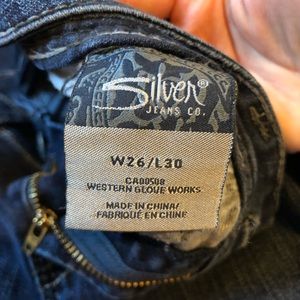 Silver®
JEANS CO.
W26/L30
CA00508
WESTERN GLOVE WORKS
MADE IN CHINA/
FABRIQUÉ EN CHINE